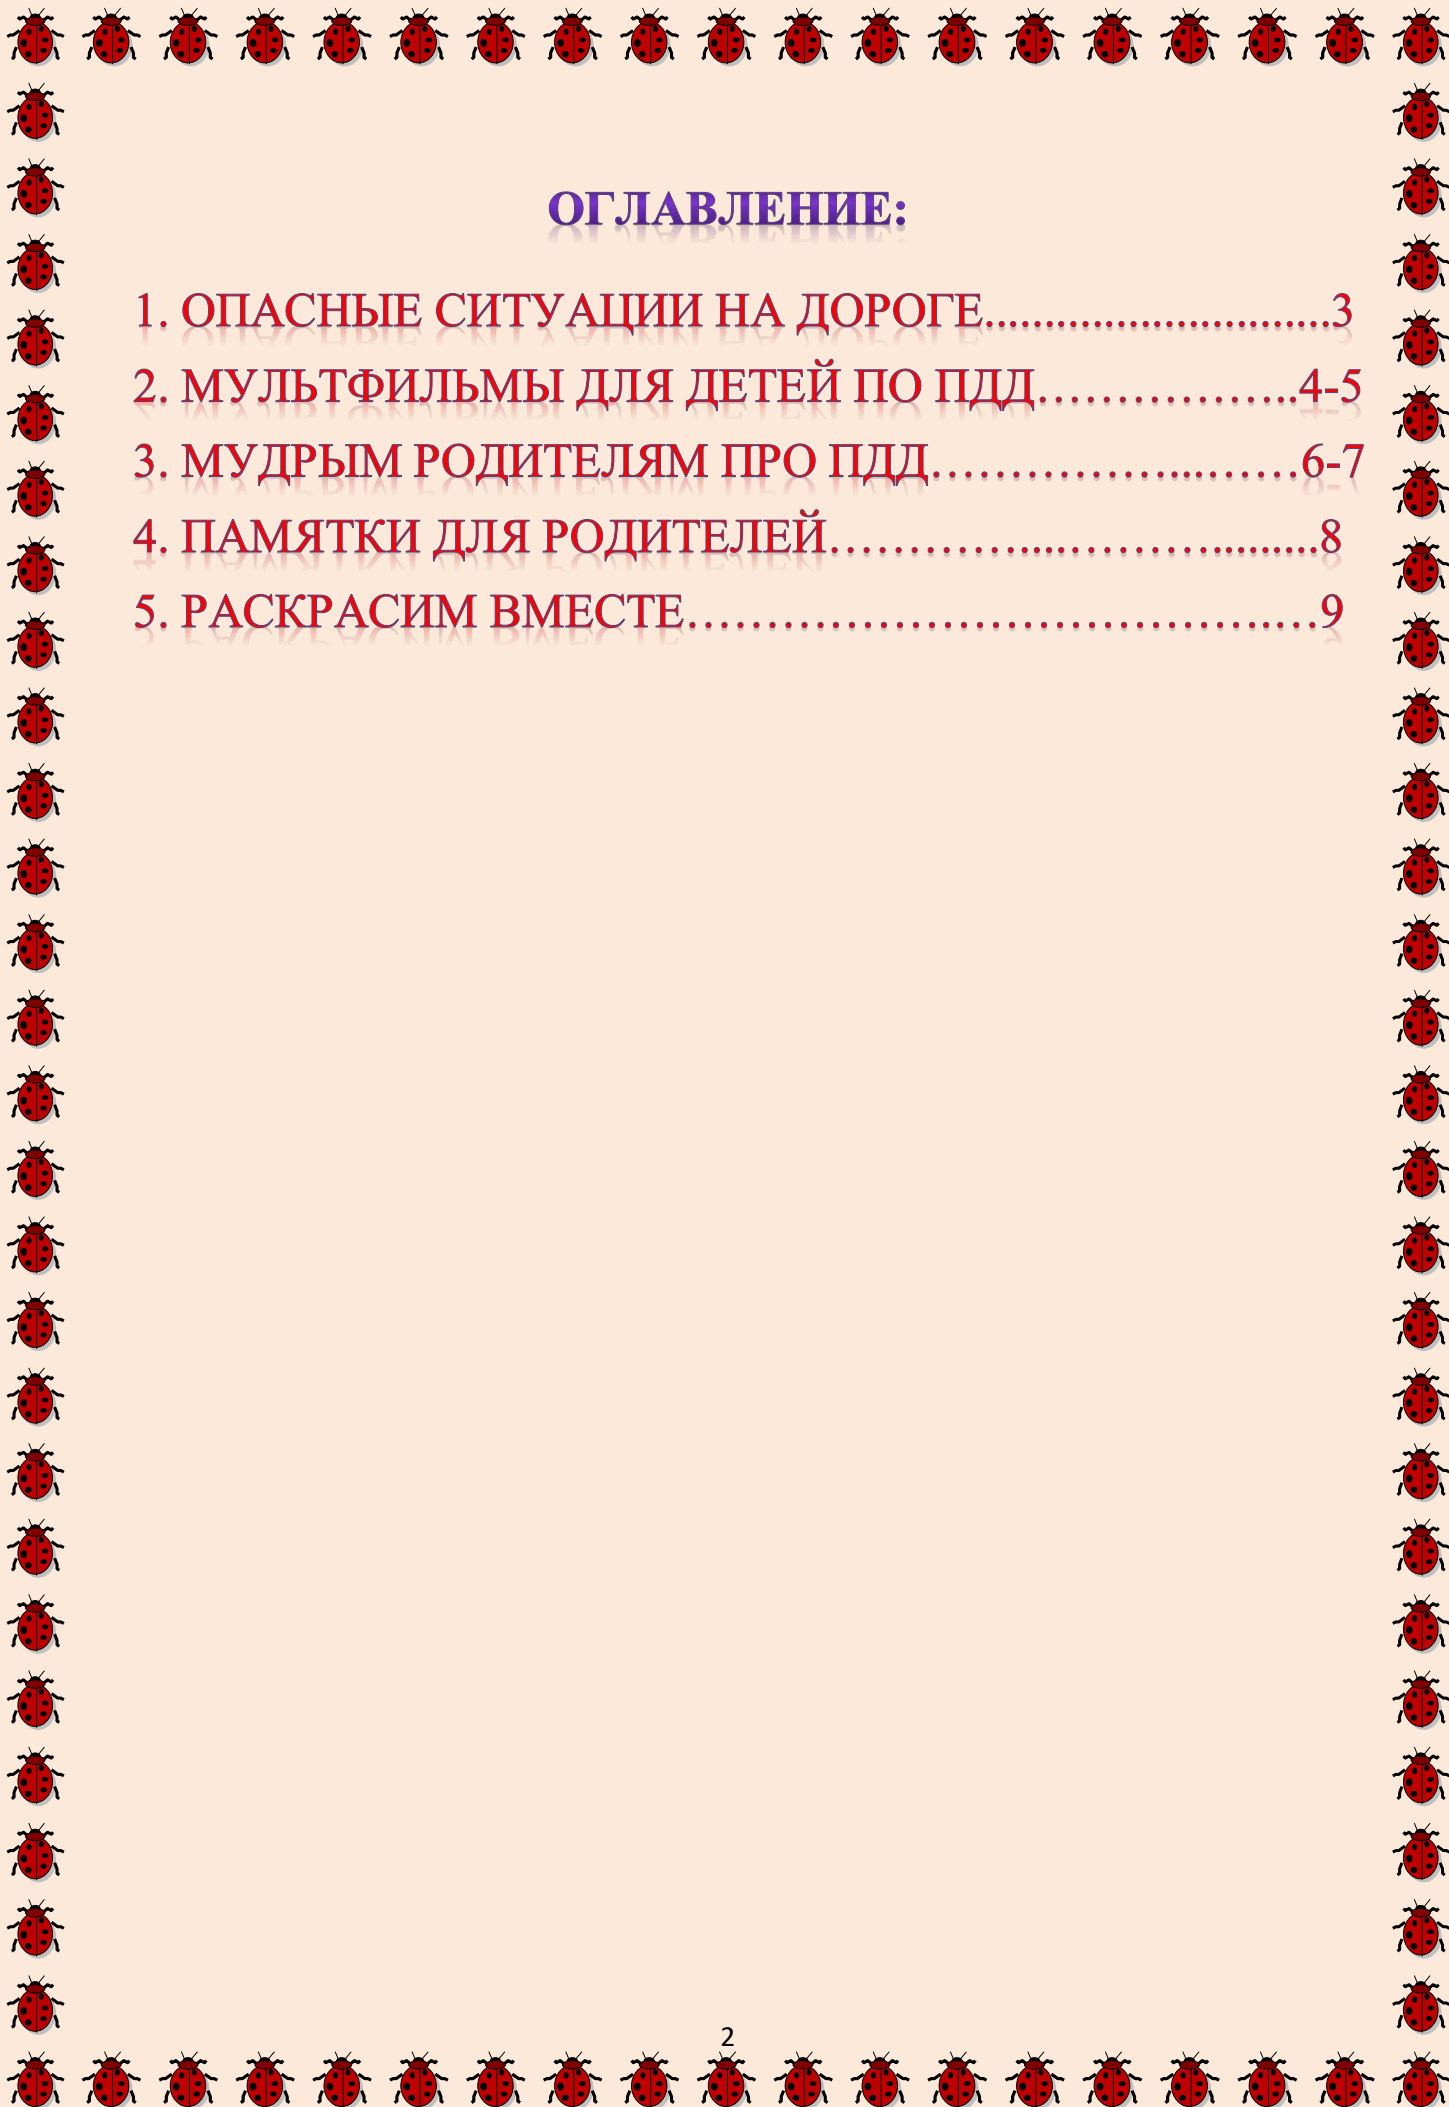 ОГЛАВЛЕНИЕ:
1. ОПАСНЫЕ СИТУАЦИИ НА ДОРОГЕ.............................3
2. МУЛЬТФИЛЬМЫ ДЛЯ ДЕТЕЙ ПО ПДД……………..4-5
3. МУДРЫМ РОДИТЕЛЯМ ПРО ПДД……………..……6-7
4. ПАМЯТКИ ДЛЯ РОДИТЕЛЕЙ…………...………........8
5. РАСКРАСИМ ВМЕСТЕ…………………………………9
2